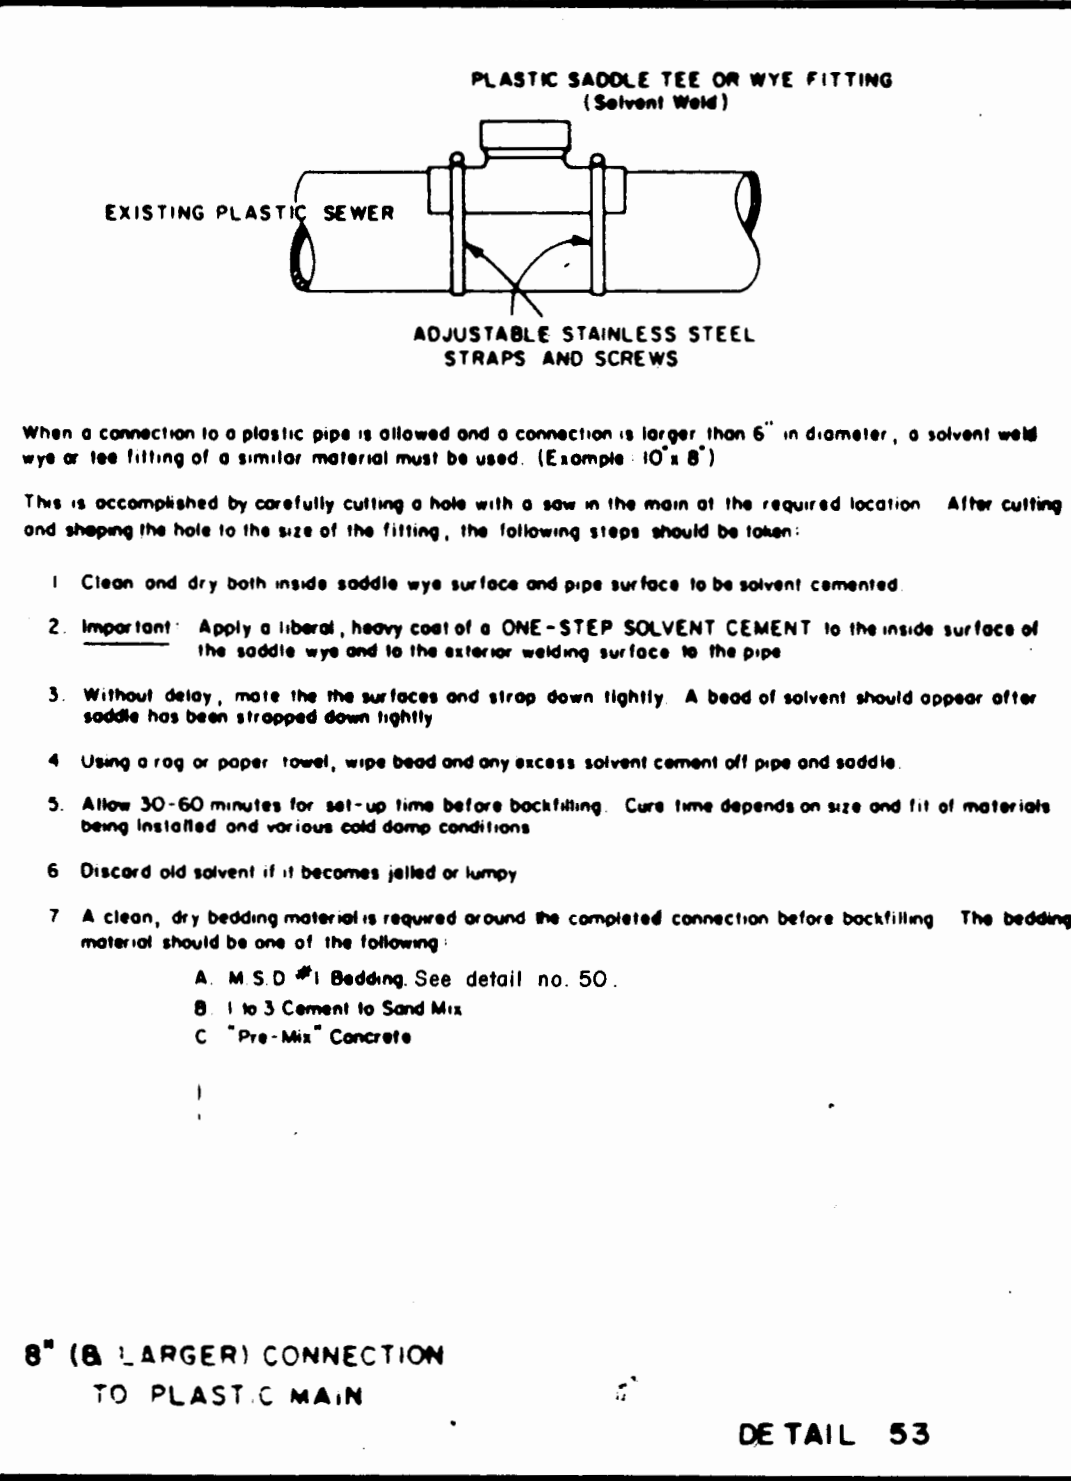 PLASTIC SADDLE TEE OR WYE FITTING
(Solvent Weld)
EXISTING PLASTIC SEWER
ADJUSTABLE STAINLESS STEEL
STRAPS AND SCREWS
When a connection to a plastic pipe is allowed and a connection is larger than 6" in diameter, a solvent weld
wye or tee fitting of a similar material must be used. (Example: 10"x 8")
This is accomplished by carefully cutting a hole with a saw in the main at the required location After cutting
and shaping the hole to the size of the fitting, the following steps should be taken:
1 Clean and dry both inside saddle wye surface and pipe surface to be solvent cemented.
2. Important: Apply a liberal, heavy coat of a ONE-STEP SOLVENT CEMENT to the inside surface of
the saddle wye and to the exterior welding surface to the pipe
3. Without delay, mate the the surfaces and strap down tightly. A bead of solvent should appear after
saddle has been strapped down tightly
4 Using a rag or paper towel, wipe bead and any excess solvent cement off pipe and saddle.
5. Allow 30-60 minutes for set-up time before backfilling. Cure time depends on size and fit of materials
being installed and various cold damp conditions
6 Discard old solvent if it becomes jelled or lumpy
7 A clean, dry bedding material is required around the completed connection before backfilling The bedding
material should be one of the following:
A. M.S.D #1 Bedding. See detail no. 50.
B. 1 to 3 Cement to Sand Mix
C "Pre-Mix" Concrete
8" (& LARGER) CONNECTION
TO PLASTIC MAIN
DETAIL 53